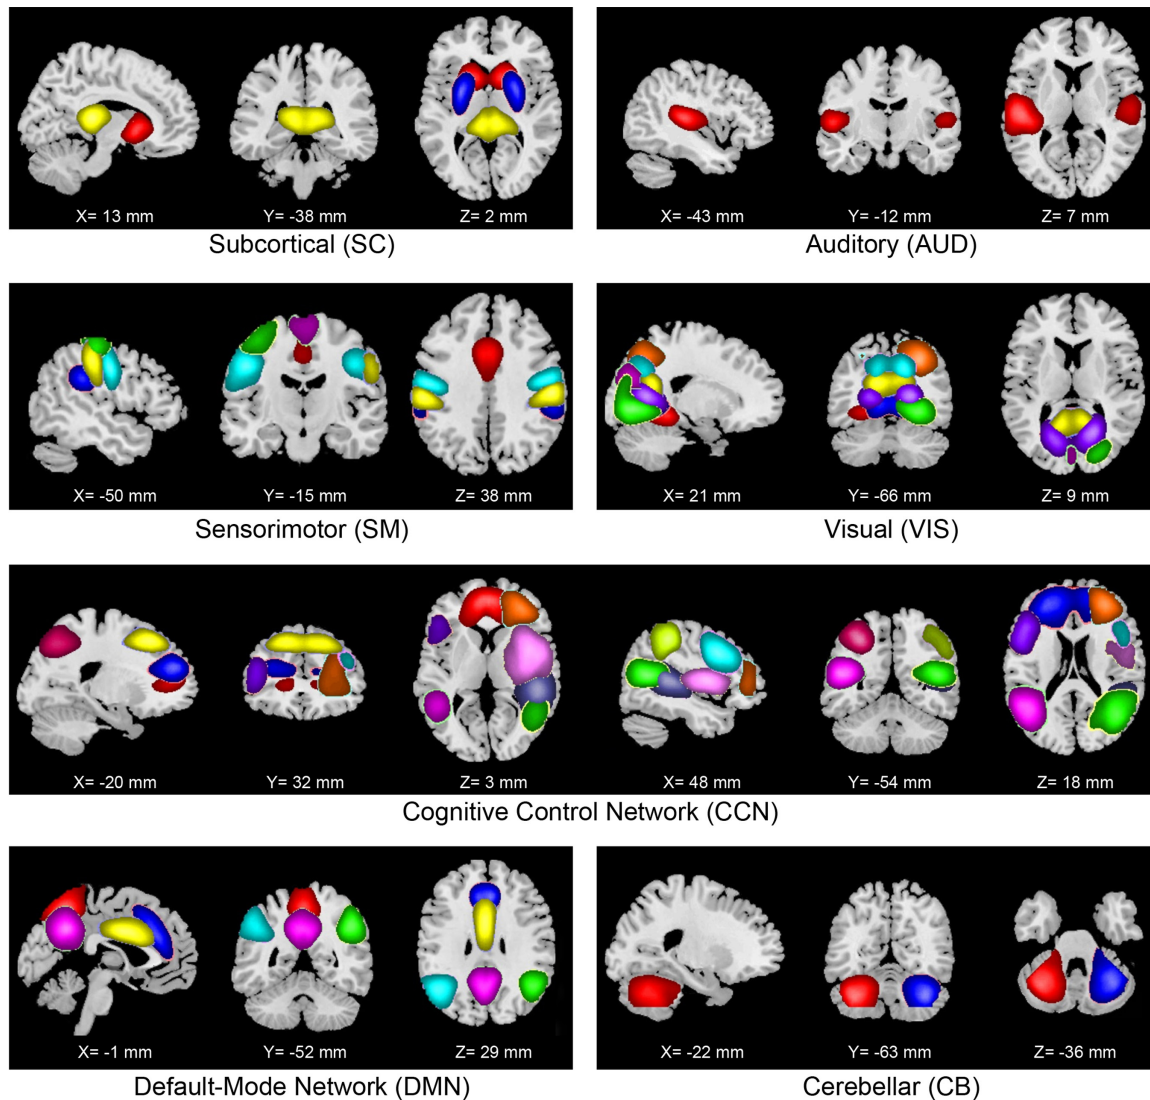 X= 13 mm Y= -38 mm Z= 2 mm
Subcortical (SC)
X= -43 mm Y= -12 mm Z= 7 mm
Auditory (AUD)
X= -50 mm Y= -15 mm Z= 38 mm
Sensorimotor (SM)
X= 21 mm Y= -66 mm Z= 9 mm
Visual (VIS)
X= -20 mm Y= 32 mm Z= 3 mm X= 48 mm Y= -54 mm Z= 18 mm
Cognitive Control Network (CCN)
X= -1 mm Y= -52 mm Z= 29 mm
Default-Mode Network (DMN)
X= -22 mm Y= -63 mm Z= -36 mm
Cerebellar (CB)